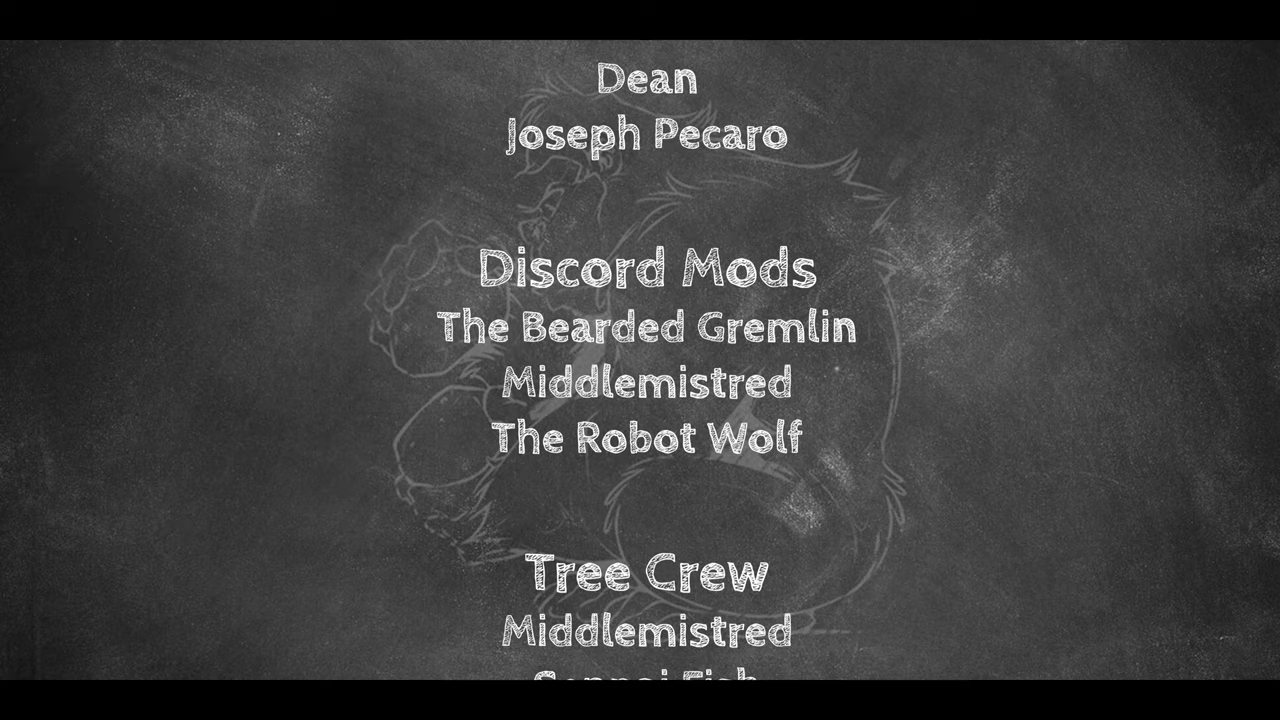 Dean
Joseph Pecaro
Discord Mods
The Bearded Gremlin
Middlemistred
The Robot Wolf
Tree Crew
Middlemistred